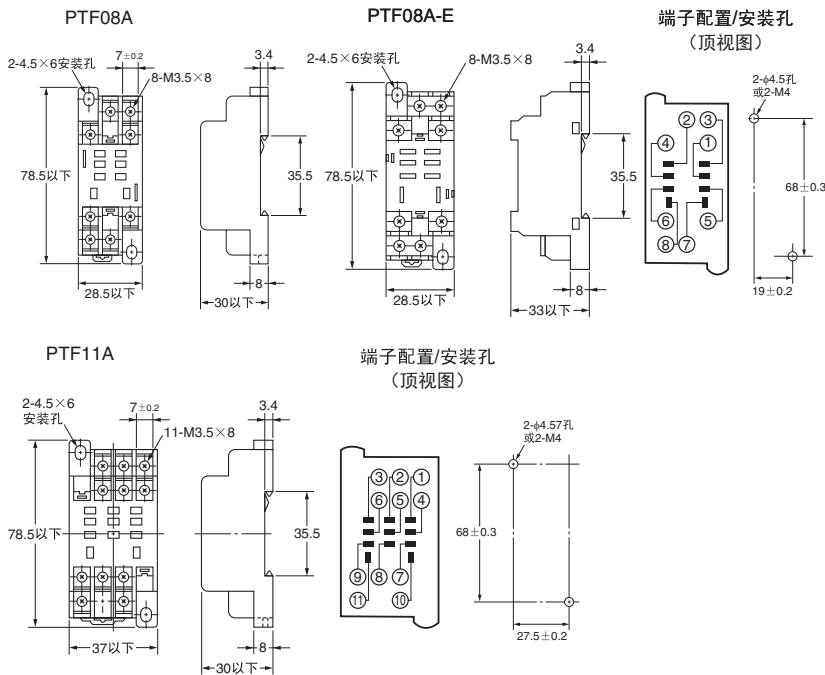 PTF08A
PTF08A-E
端子配置/安装孔
（顶视图）
2-4.5×6安装孔
7±0.2
8-M3.5×8
3.4
78.5以下
35.5
28.5以下
8
30以下
2-4.5×6安装孔
8-M3.5×8
3.4
78.5以下
35.5
28.5以下
8
33以下
2-φ4.5孔
或2-M4
② ③
④ ①
⑥ ⑤
⑧ ⑦
68±0.3
19±0.2
PTF11A
端子配置/安装孔
（顶视图）
2-4.5×6
安装孔
7±0.2
11-M3.5×8
3.4
78.5以下
35.5
37以下
8
30以下
③ ② ①
⑥ ⑤ ④
⑨ ⑧ ⑦
⑪ ⑩
2-φ4.57孔
或2-M4
68±0.3
27.5±0.2